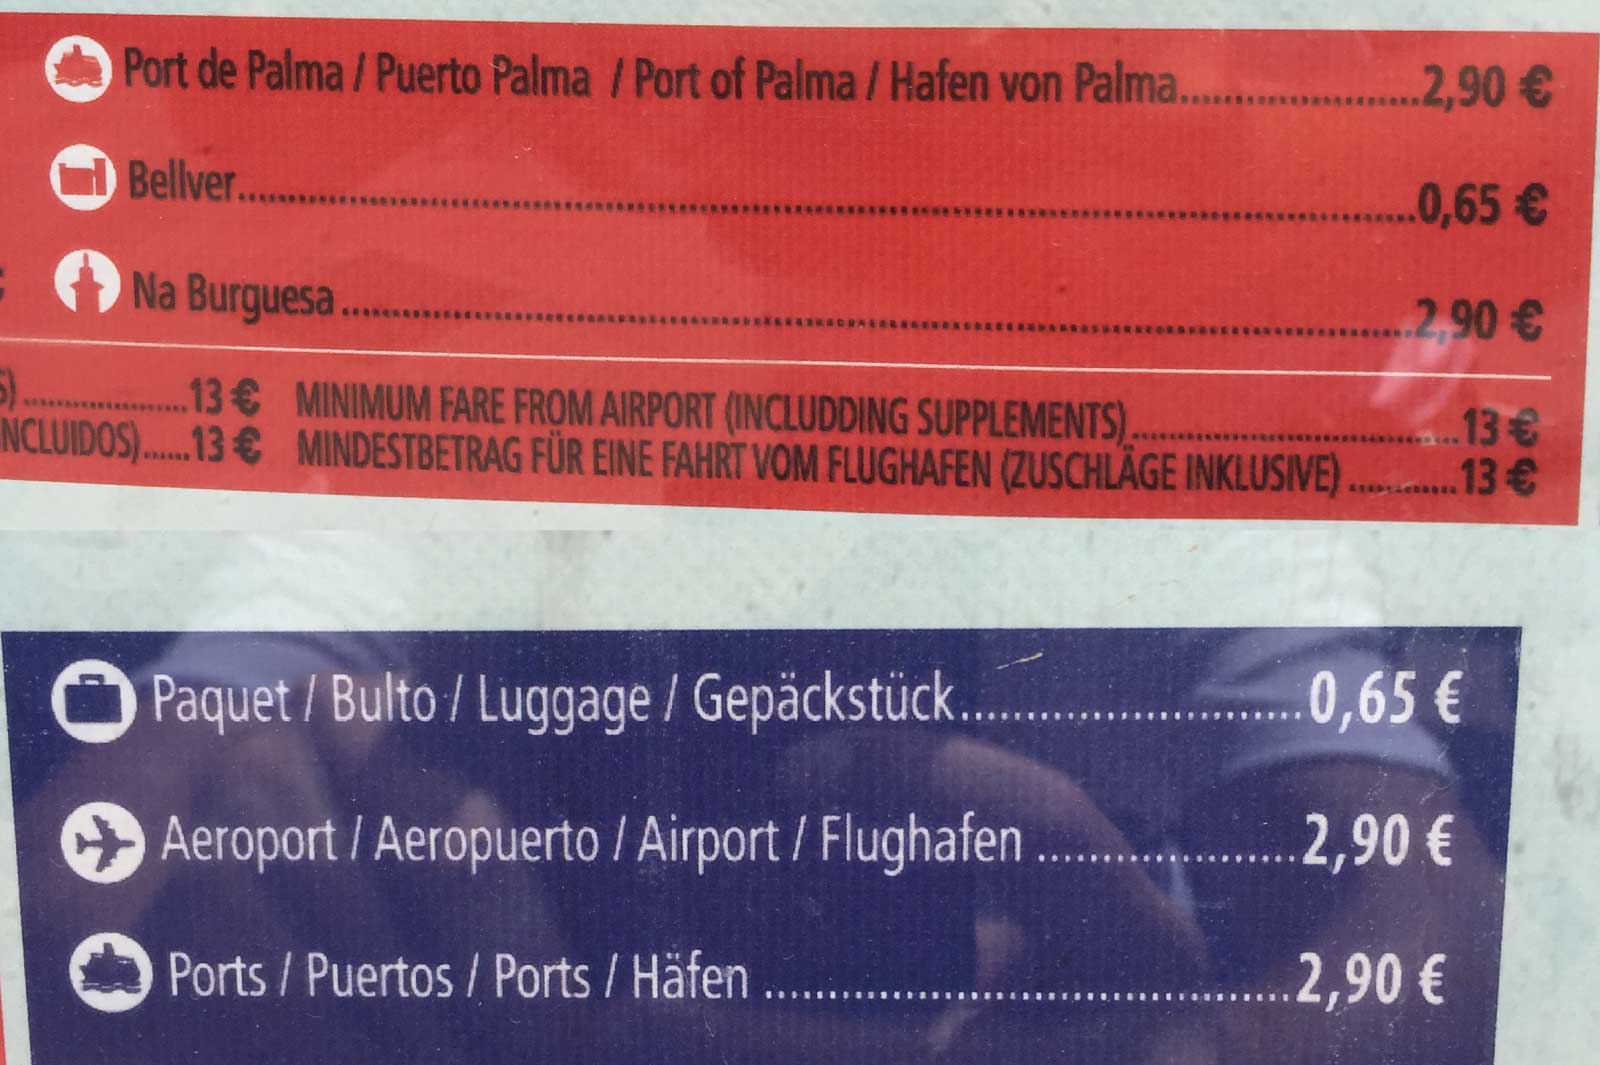 Port de Palma / Puerto Palma / Port of Palma / Hafen von Palma........................2,90 €
Bellver........................0,65 €
Na Burguesa........................2,90 €
S)........................13 € MINIMUM FARE FROM AIRPORT (INCLUDDING SUPPLEMENTS)........................13 €
NCLUIDOS)......13 € MINDESTBETRAG FÜR EINE FAHRT VOM FLUGHAFEN (ZUSCHLÄGE INKLUSIVE)............13 €
Paquet / Bulto / Luggage / Gepäckstück........................0,65 €
Aeroport / Aeropuerto / Airport / Flughafen........................2,90 €
Ports / Puertos / Ports / Häfen........................2,90 €